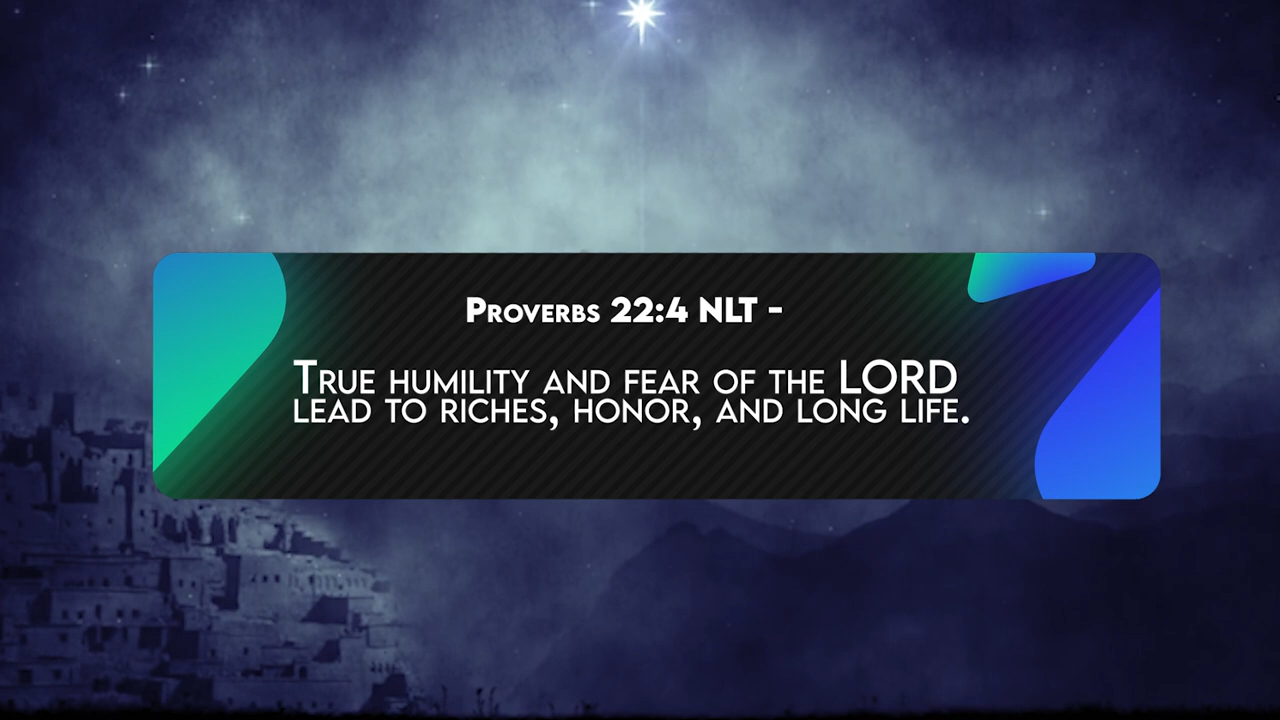 Proverbs 22:4 NLT -
True humility and fear of the LORD
lead to riches, honor, and long life.